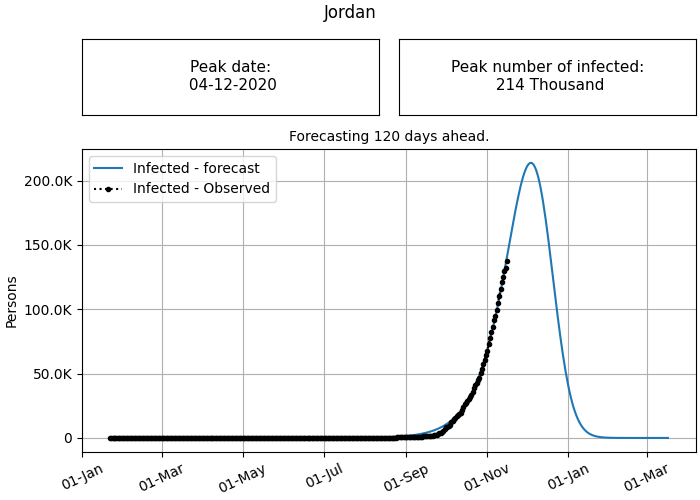 Jordan
Peak date:
04-12-2020
Peak number of infected:
214 Thousand
Forecasting 120 days ahead.
Infected - forecast
Infected - Observed
Persons
200.0K
150.0K
100.0K
50.0K
0
01-Jan
01-Mar
01-May
01-Jul
01-Sep
01-Nov
01-Jan
01-Mar